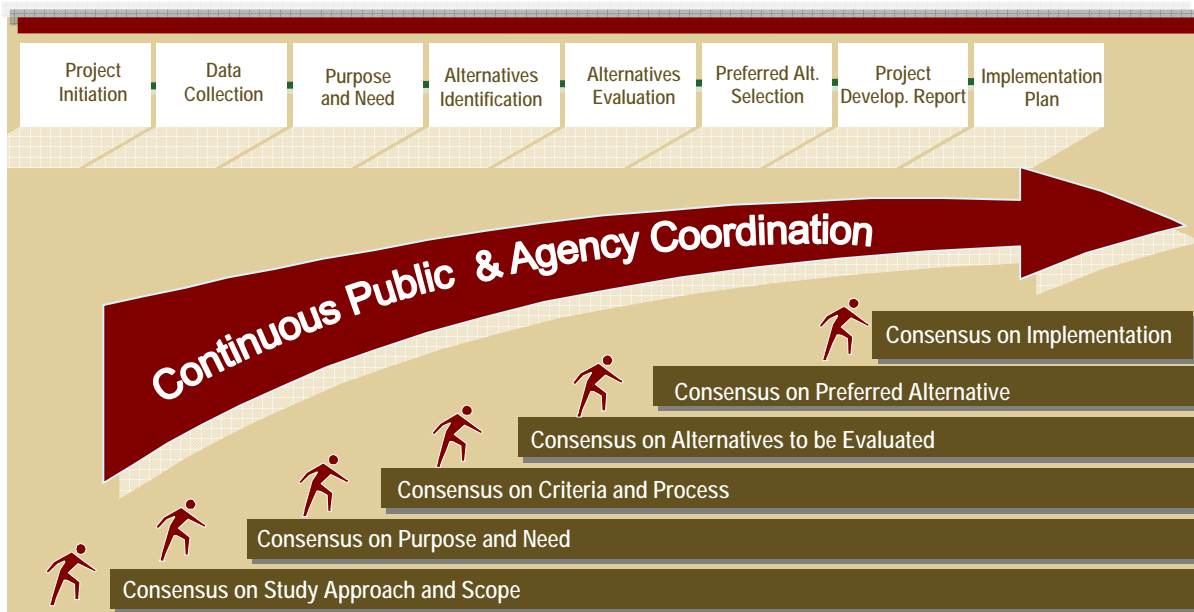 Project
Initiation
Data
Collection
Purpose
and Need
Alternatives
Identification
Alternatives
Evaluation
Preferred Alt.
Selection
Project
Develop. Report
Implementation
Plan
Continuous Public & Agency Coordination
Consensus on Implementation
Consensus on Preferred Alternative
Consensus on Alternatives to be Evaluated
Consensus on Criteria and Process
Consensus on Purpose and Need
Consensus on Study Approach and Scope